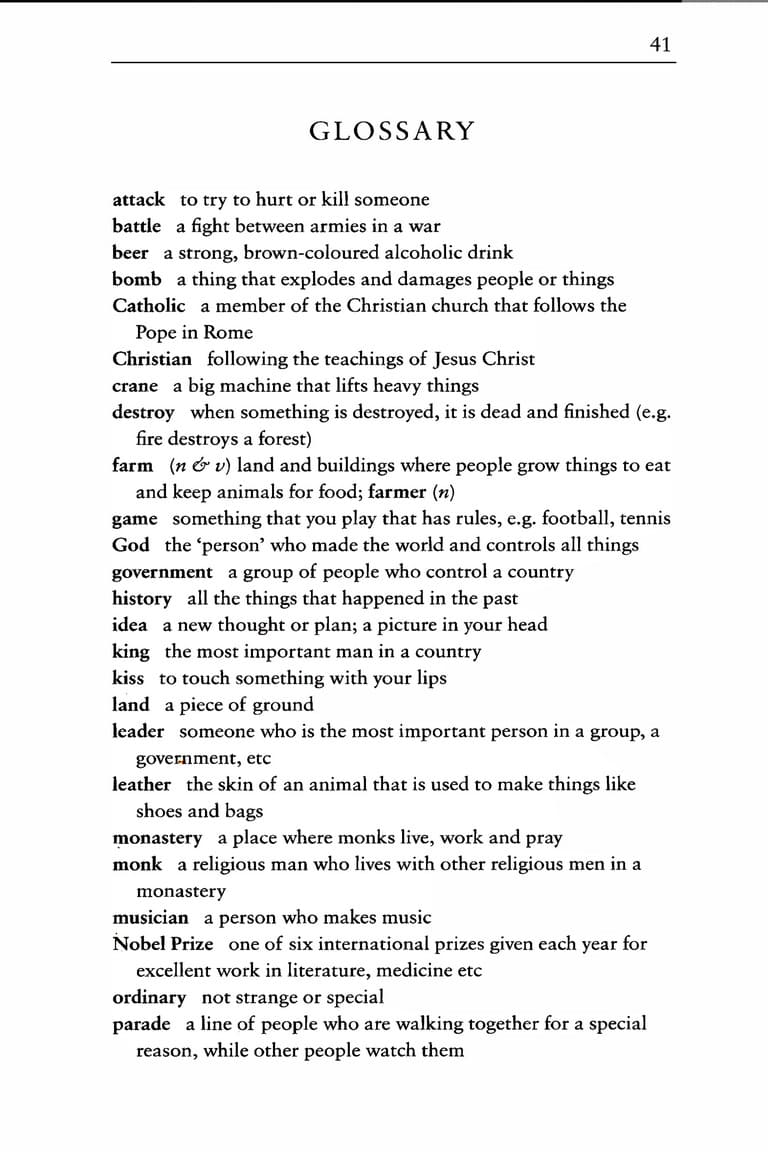 41
GLOSSARY
attack to try to hurt or kill someone
battle a fight between armies in a war
beer a strong, brown-coloured alcoholic drink
bomb a thing that explodes and damages people or things
Catholic a member of the Christian church that follows the
Pope in Rome
Christian following the teachings of Jesus Christ
crane a big machine that lifts heavy things
destroy when something is destroyed, it is dead and finished (e.g.
fire destroys a forest)
farm (n & v) land and buildings where people grow things to eat
and keep animals for food; farmer (n)
game something that you play that has rules, e.g. football, tennis
God the ‘person’ who made the world and controls all things
government a group of people who control a country
history all the things that happened in the past
idea a new thought or plan; a picture in your head
king the most important man in a country
kiss to touch something with your lips
land a piece of ground
leader someone who is the most important person in a group, a
government, etc
leather the skin of an animal that is used to make things like
shoes and bags
monastery a place where monks live, work and pray
monk a religious man who lives with other religious men in a
monastery
musician a person who makes music
Nobel Prize one of six international prizes given each year for
excellent work in literature, medicine etc
ordinary not strange or special
parade a line of people who are walking together for a special
reason, while other people watch them